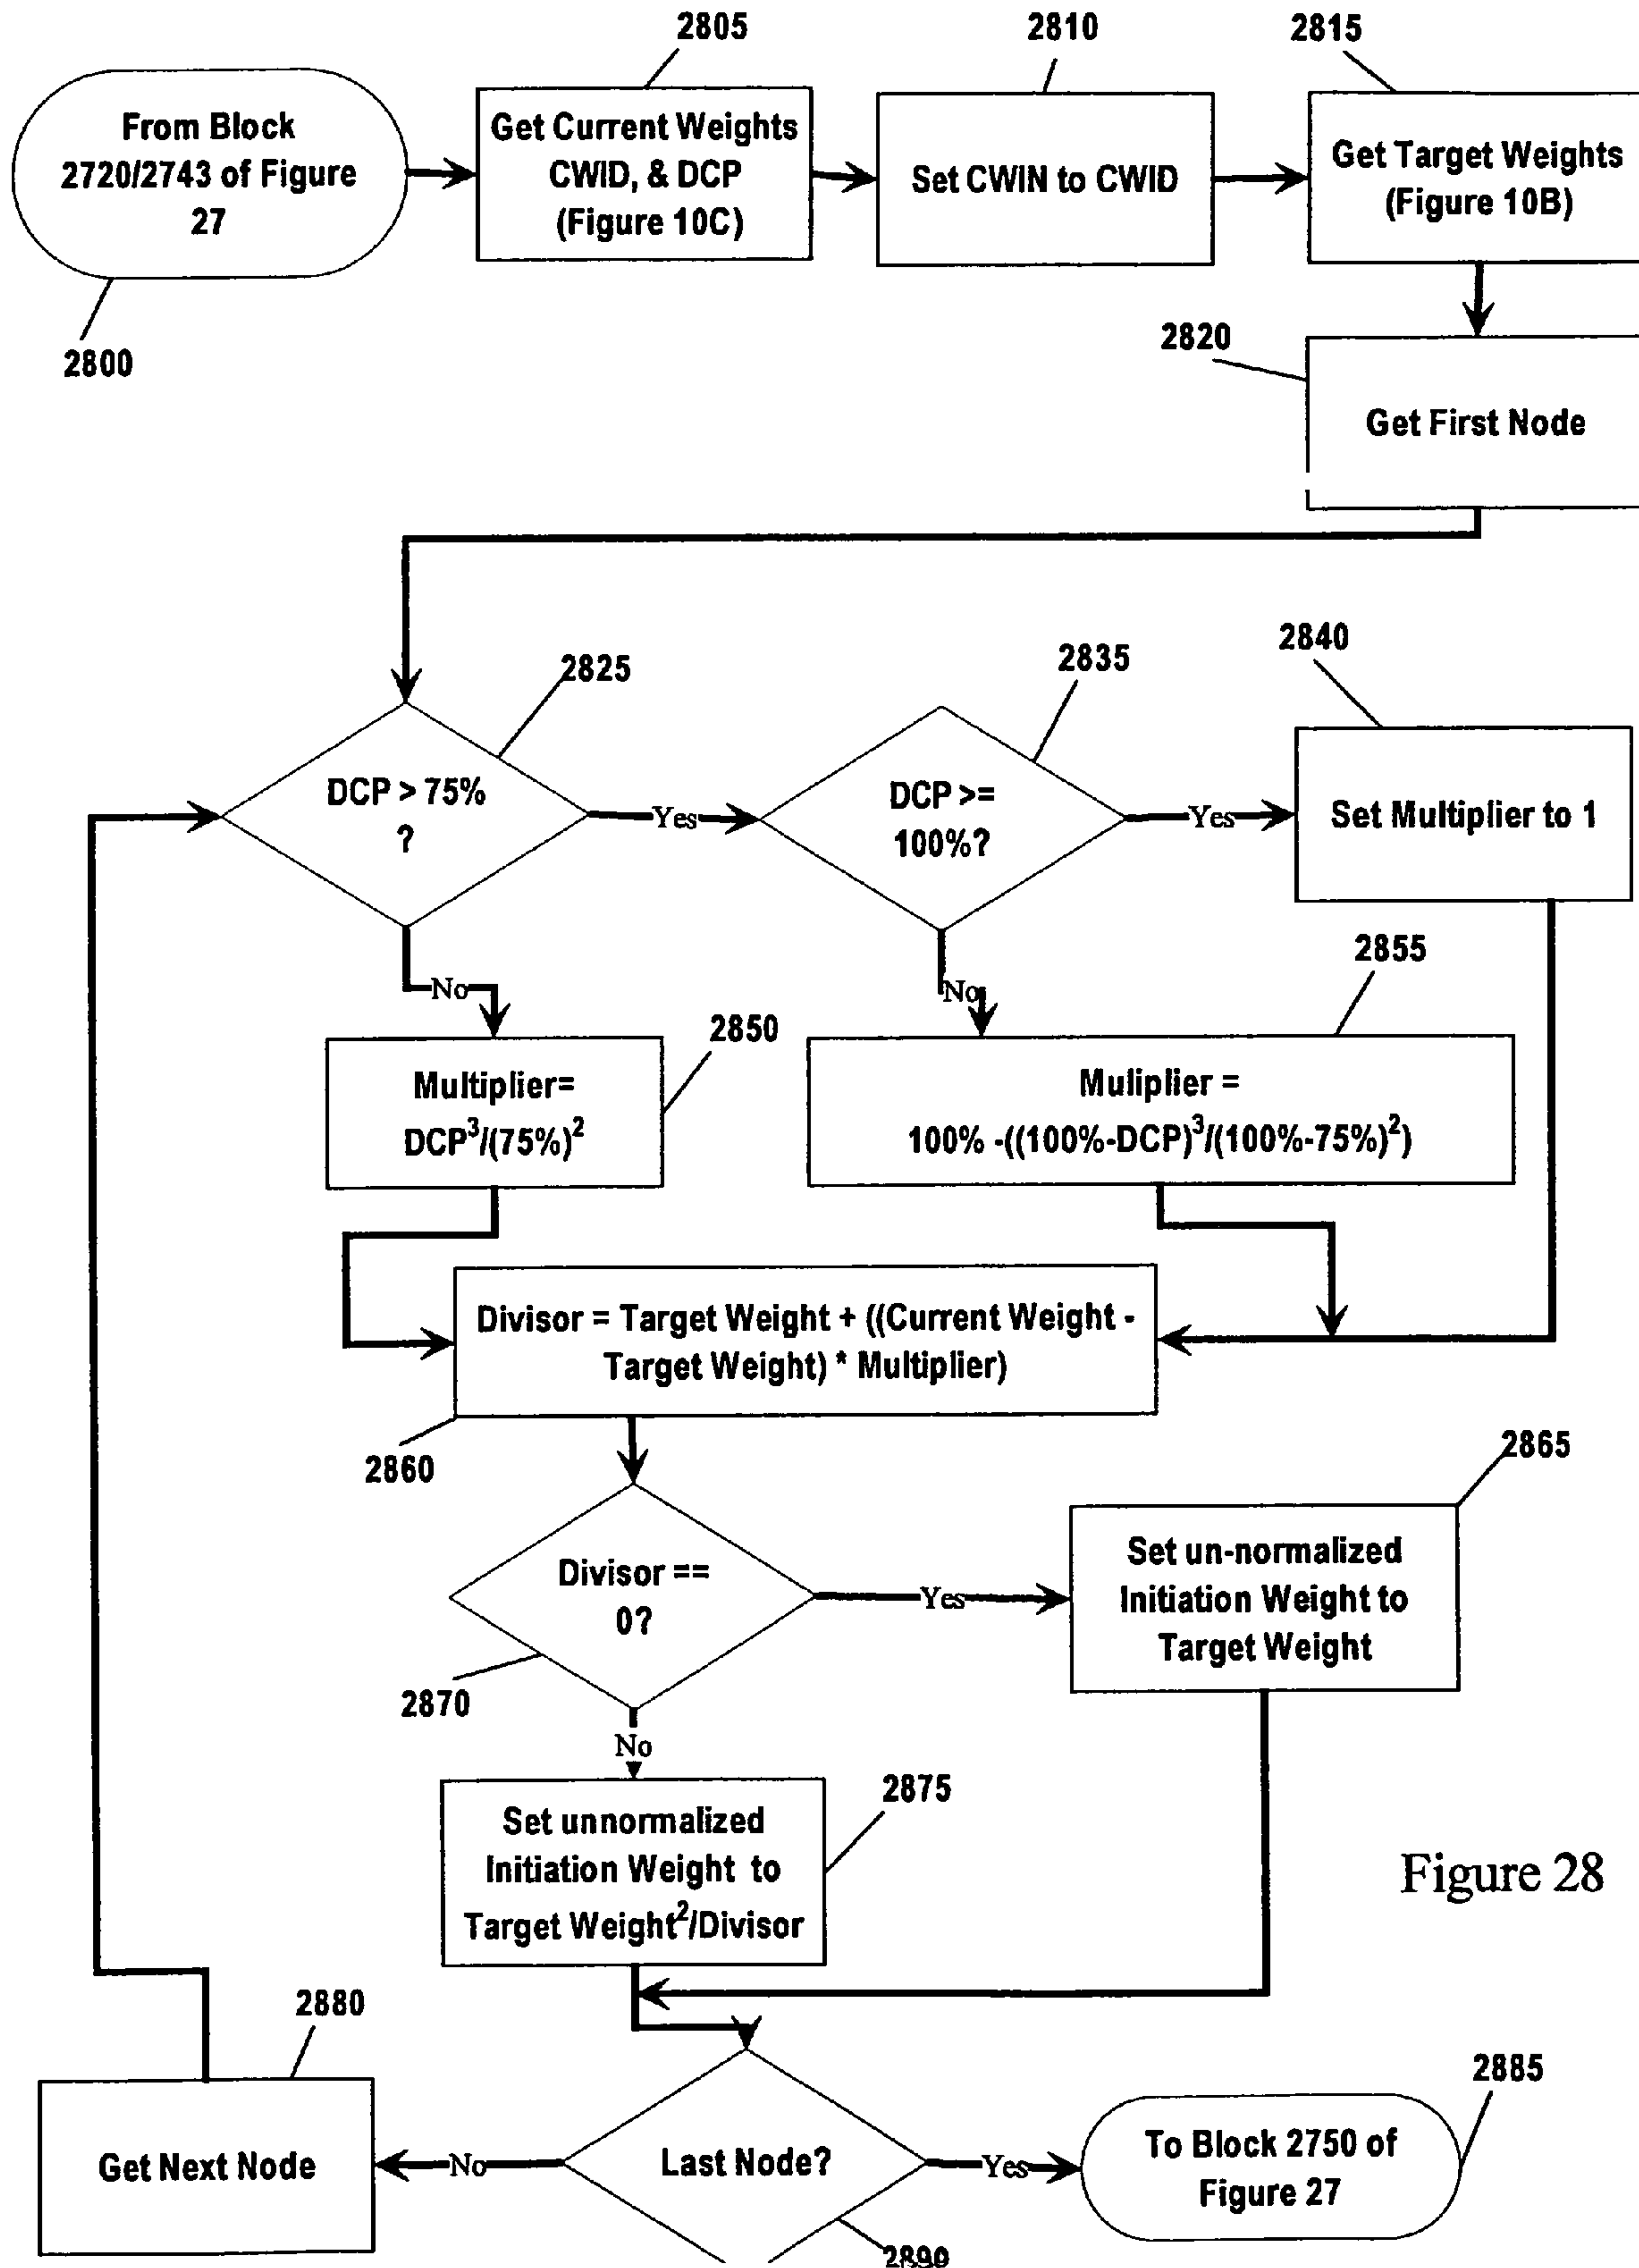 2805
2810
2815
From Block
2720/2743 of Figure
27
Get Current Weights
CWID, & DCP
(Figure 10C)
Set CWIN to CWID
Get Target Weights
(Figure 10B)
2800
2820
Get First Node
2825
2835
2840
DCP > 75%
?
Yes
DCP >=
100%?
Yes
Set Multiplier to 1
No
No
2855
2850
Multiplier=
DCP³/(75%)²
Muliplier =
100% -((100%-DCP)³/(100%-75%)²)
Divisor = Target Weight + ((Current Weight -
Target Weight) * Multiplier)
2860
2865
Divisor ==
0?
Yes
Set un-normalized
Initiation Weight to
Target Weight
2870
No
2875
Set unnormalized
Initiation Weight to
Target Weight²/Divisor
Figure 28
2880
2885
Get Next Node
No
Last Node?
Yes
To Block 2750 of
Figure 27
2890